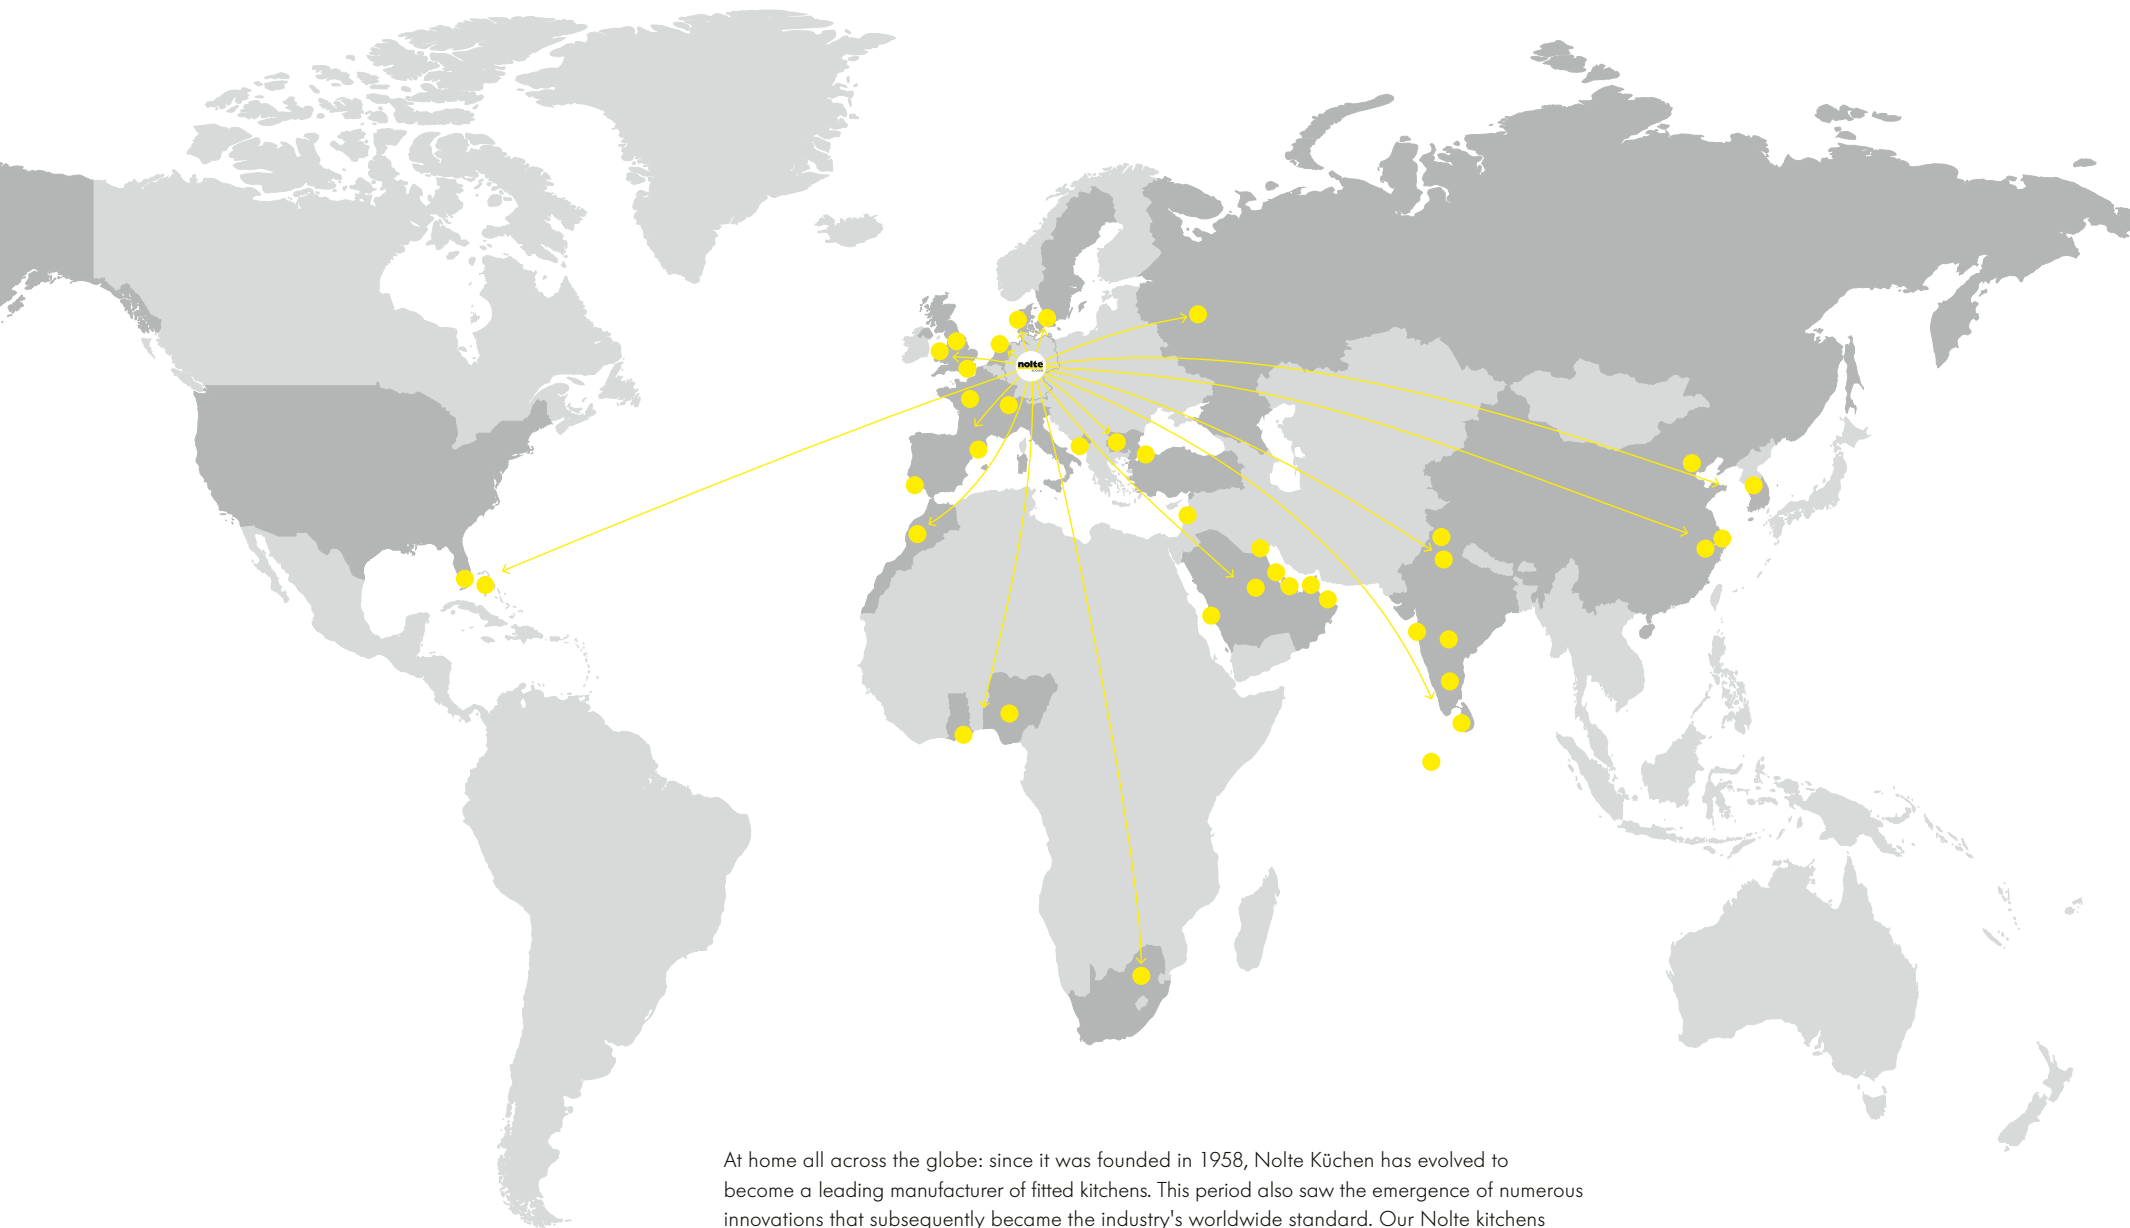 nolte
At home all across the globe: since it was founded in 1958, Nolte Küchen has evolved to
become a leading manufacturer of fitted kitchens. This period also saw the emergence of numerous
innovations that subsequently became the industry's worldwide standard. Our Nolte kitchens